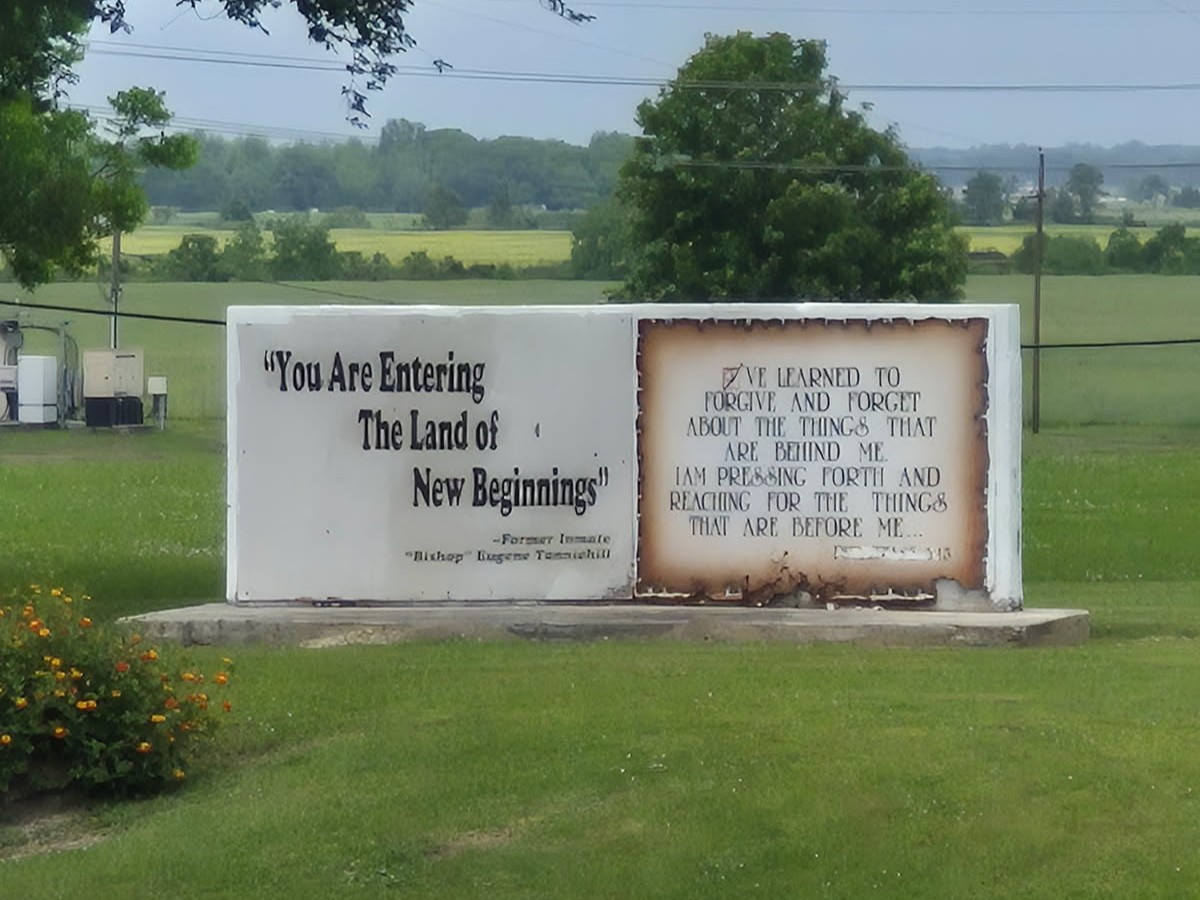 “You Are Entering
The Land of
New Beginnings”
~Former Inmate
"Bishop" Eugene Tanniehill
I'VE LEARNED TO
FORGIVE AND FORGET
ABOUT THE THINGS THAT
ARE BEHIND ME.
I AM PRESSING FORTH AND
REACHING FOR THE THINGS
THAT ARE BEFORE ME...